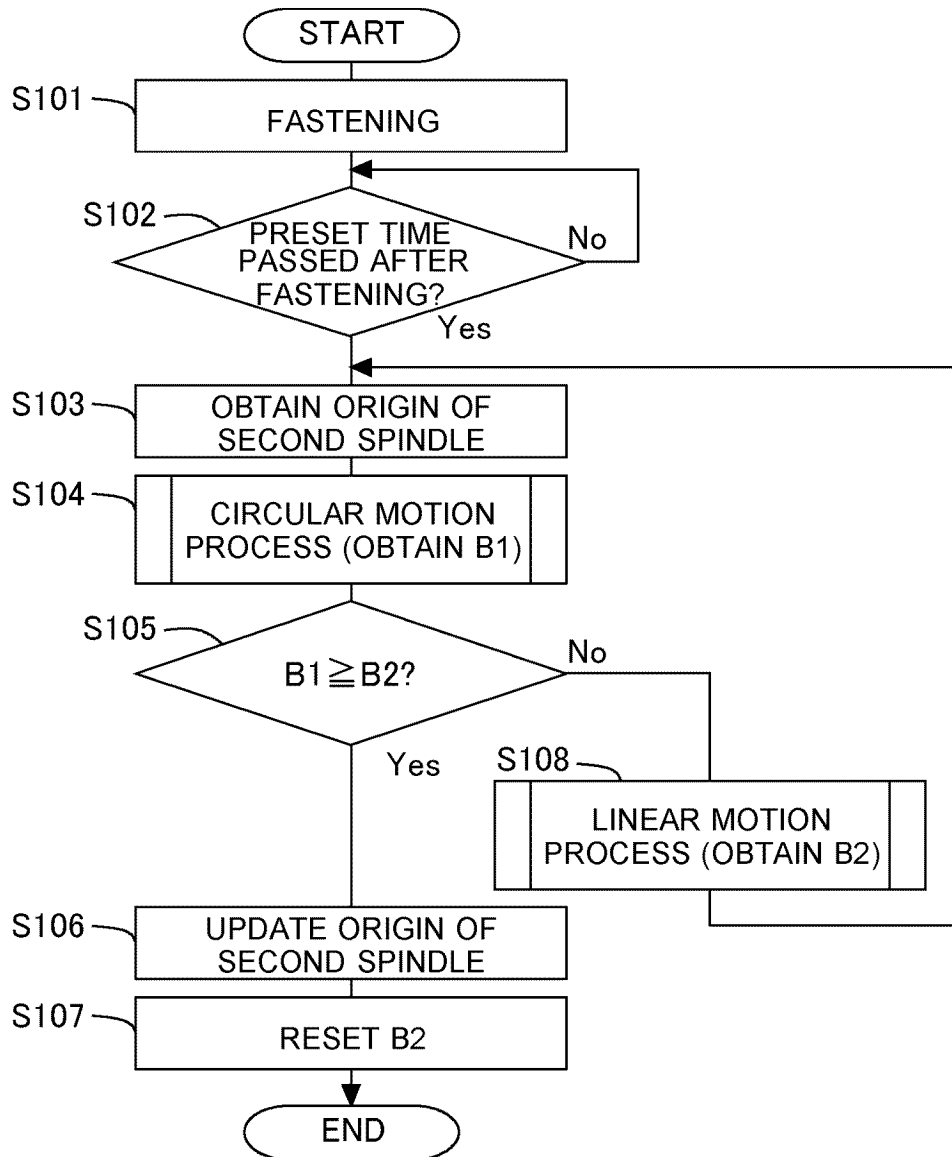 START
S101
FASTENING
S102
PRESET TIME
PASSED AFTER
FASTENING?
No
Yes
S103
OBTAIN ORIGIN OF
SECOND SPINDLE
S104
CIRCULAR MOTION
PROCESS (OBTAIN B1)
S105
B1≧B2?
No
Yes
S108
LINEAR MOTION
PROCESS (OBTAIN B2)
S106
UPDATE ORIGIN OF
SECOND SPINDLE
S107
RESET B2
END